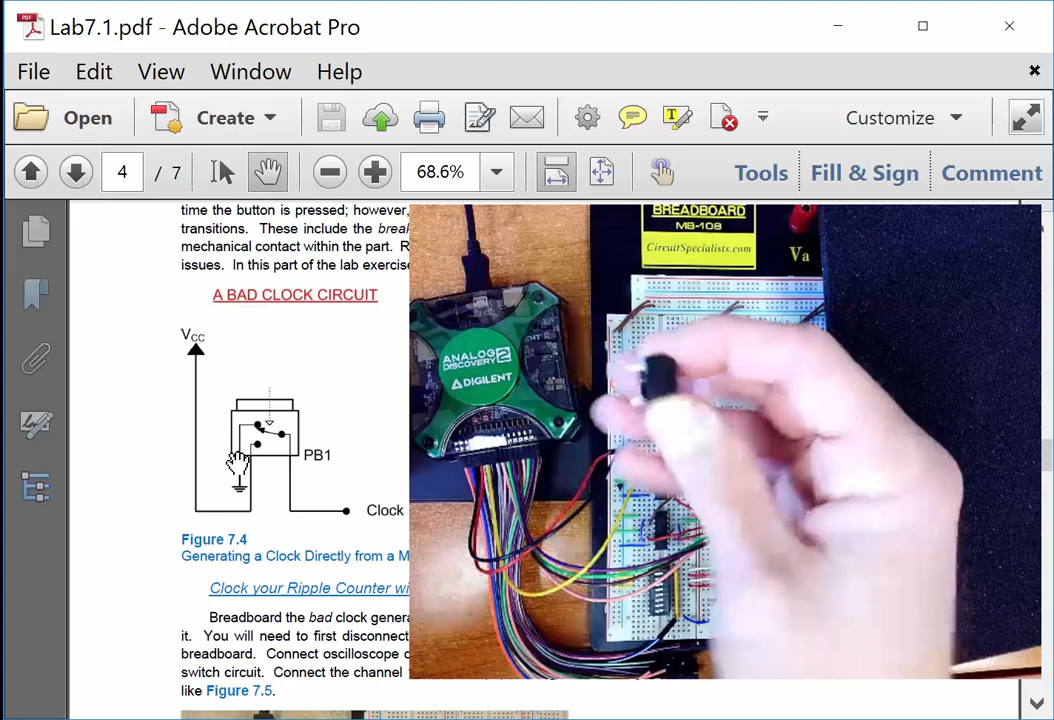 Lab7.1.pdf - Adobe Acrobat Pro
File Edit View Window Help
Open Create Customize
4 / 7 68.6% Tools Fill & Sign Comment
time the button is pressed; however,
transitions. These include the break
mechanical contact within the part. R
issues. In this part of the lab exercise
A BAD CLOCK CIRCUIT
VCC
PB1
Clock
Figure 7.4
Generating a Clock Directly from a M
Clock your Ripple Counter wi
Breadboard the bad clock genera
it. You will need to first disconnect
breadboard. Connect oscilloscope c
switch circuit. Connect the channel
like Figure 7.5.
BREADBOARD
MB-108
CircuitSpecialists.com
Va
ANALOG
DISCOVERY 2
DIGILENT